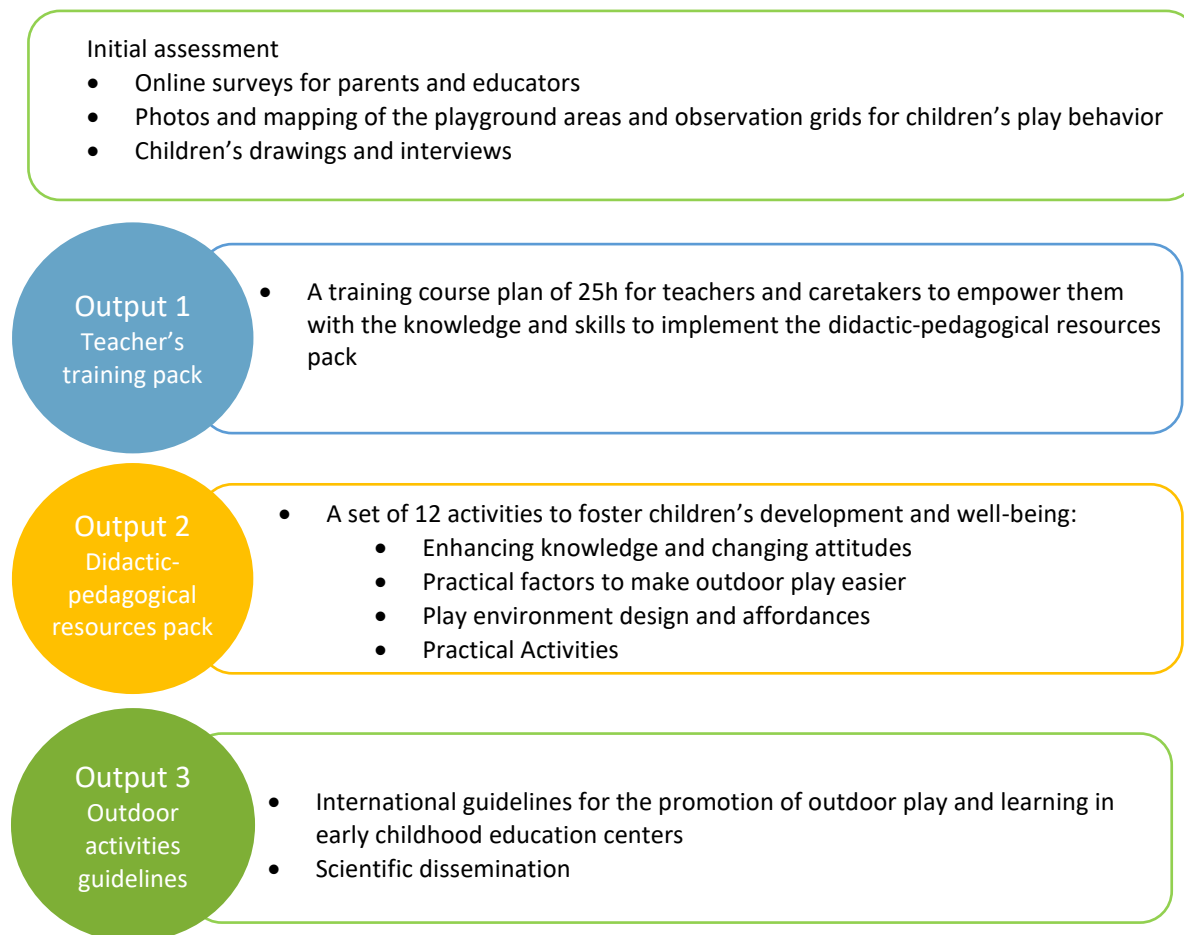 Initial assessment
• Online surveys for parents and educators
• Photos and mapping of the playground areas and observation grids for children’s play behavior
• Children’s drawings and interviews
Output 1
Teacher’s
training pack
• A training course plan of 25h for teachers and caretakers to empower them
with the knowledge and skills to implement the didactic-pedagogical resources
pack
Output 2
Didactic-
pedagogical
resources pack
• A set of 12 activities to foster children’s development and well-being:
• Enhancing knowledge and changing attitudes
• Practical factors to make outdoor play easier
• Play environment design and affordances
• Practical Activities
Output 3
Outdoor
activities
guidelines
• International guidelines for the promotion of outdoor play and learning in
early childhood education centers
• Scientific dissemination